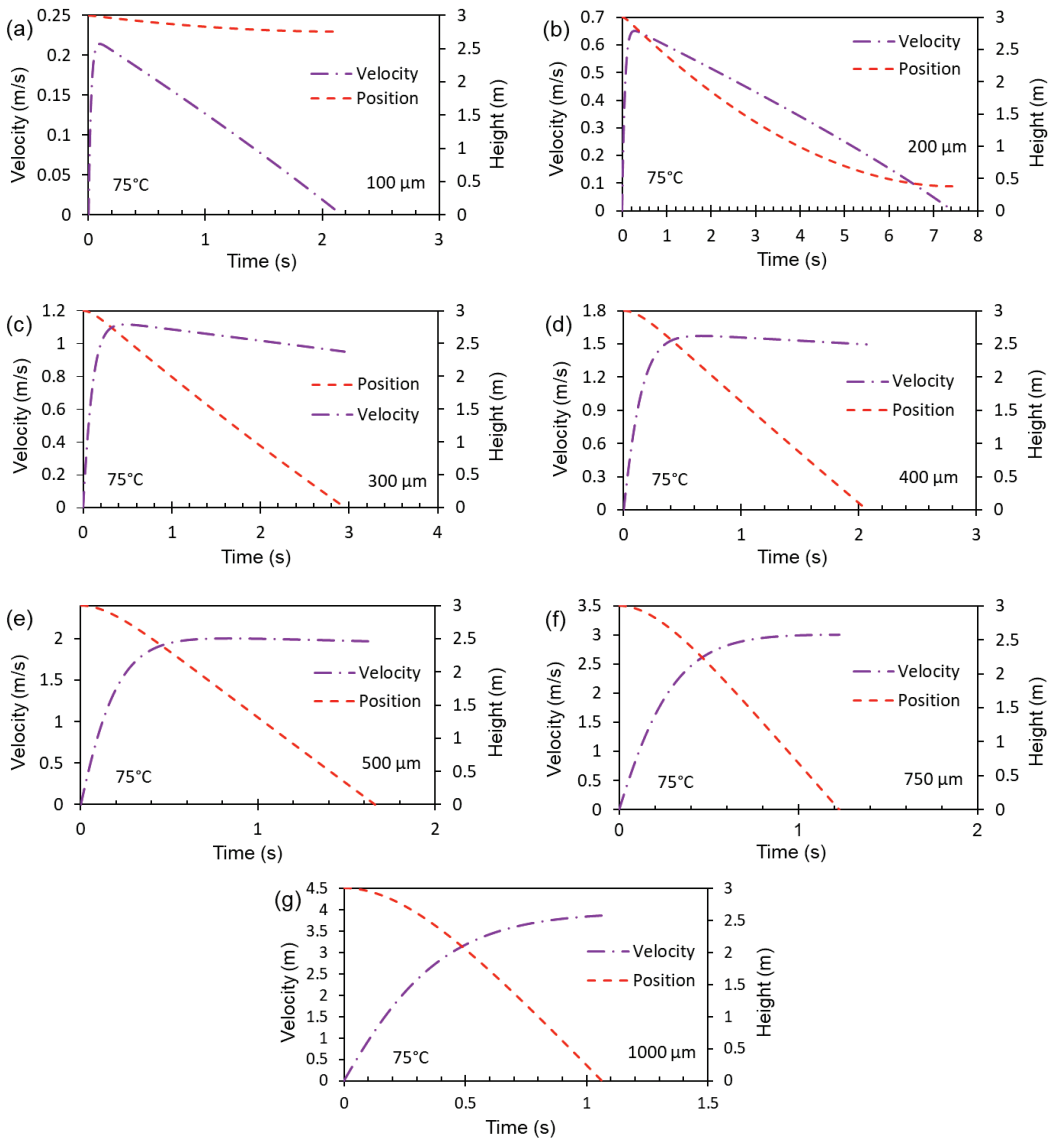 (a)
0.25
0.2
0.15
0.1
0.05
0
Velocity (m/s)
3
2.5
2
1.5
1
0.5
0
Height (m)
Velocity
Position
75°C
100 µm
0 1 2 3
Time (s)
(b)
0.7
0.6
0.5
0.4
0.3
0.2
0.1
0
Velocity (m/s)
3
2.5
2
1.5
1
0.5
0
Height (m)
Velocity
Position
75°C
200 µm
0 1 2 3 4 5 6 7 8
Time (s)
(c)
1.2
1
0.8
0.6
0.4
0.2
0
Velocity (m/s)
3
2.5
2
1.5
1
0.5
0
Height (m)
Position
Velocity
75°C
300 µm
0 1 2 3 4
Time (s)
(d)
1.8
1.5
1.2
0.9
0.6
0.3
0
Velocity (m/s)
3
2.5
2
1.5
1
0.5
0
Height (m)
Velocity
Position
75°C
400 µm
0 1 2 3
Time (s)
(e)
2
1
0
Velocity (m/s)
3
2.5
2
1.5
1
0.5
0
Height (m)
Velocity
Position
75°C
500 µm
0 1 2
Time (s)
(f)
3.5
3
2.5
2
1.5
1
0.5
0
Velocity (m/s)
3
2.5
2
1.5
1
0.5
0
Height (m)
Velocity
Position
75°C
750 µm
0 1 2
Time (s)
(g)
4.5
4
3.5
3
2.5
2
1.5
1
0.5
0
Velocity (m)
3
2.5
2
1.5
1
0.5
0
Height (m)
Velocity
Position
75°C
1000 µm
0 0.5 1 1.5
Time (s)